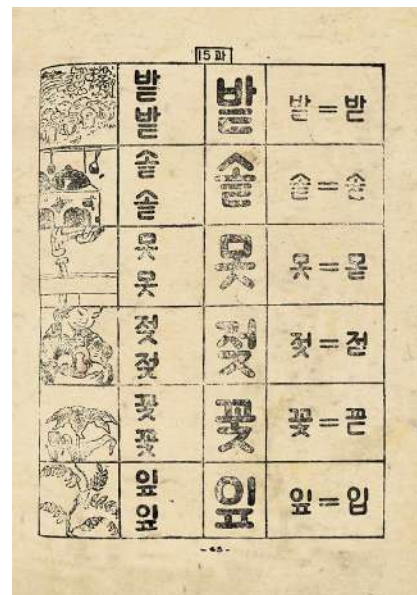 15과
밭
밭
밭
밭=받
솥
솥
솥
솥=솓
못
못
못
못=몯
젖
젖
젖
젖=젇
꽃
꽃
꽃
꽃=꼳
잎
잎
잎
잎=입